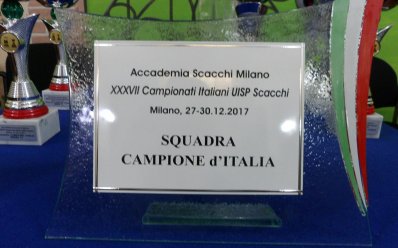 Accademia Scacchi Milano
XXXVII Campionati Italiani UISP Scacchi
Milano, 27-30.12.2017
SQUADRA
CAMPIONE d'ITALIA